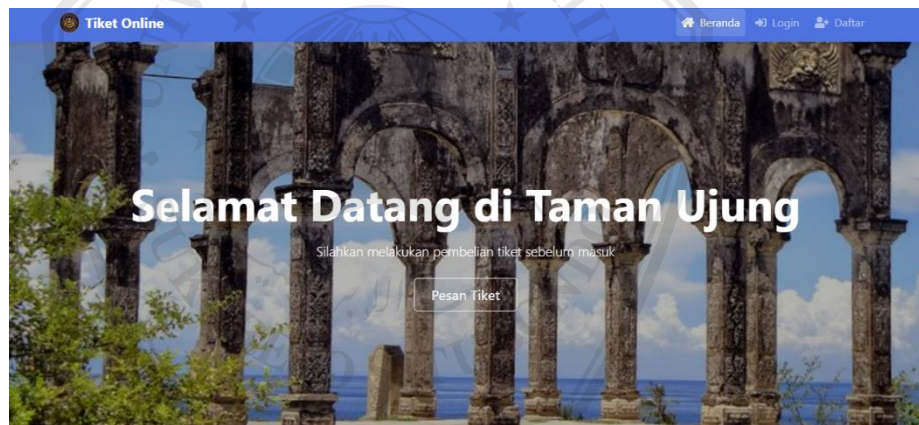 Tiket Online
Beranda Login Daftar
Selamat Datang di Taman Ujung
Silahkan melakukan pembelian tiket sebelum masuk
Pesan Tiket